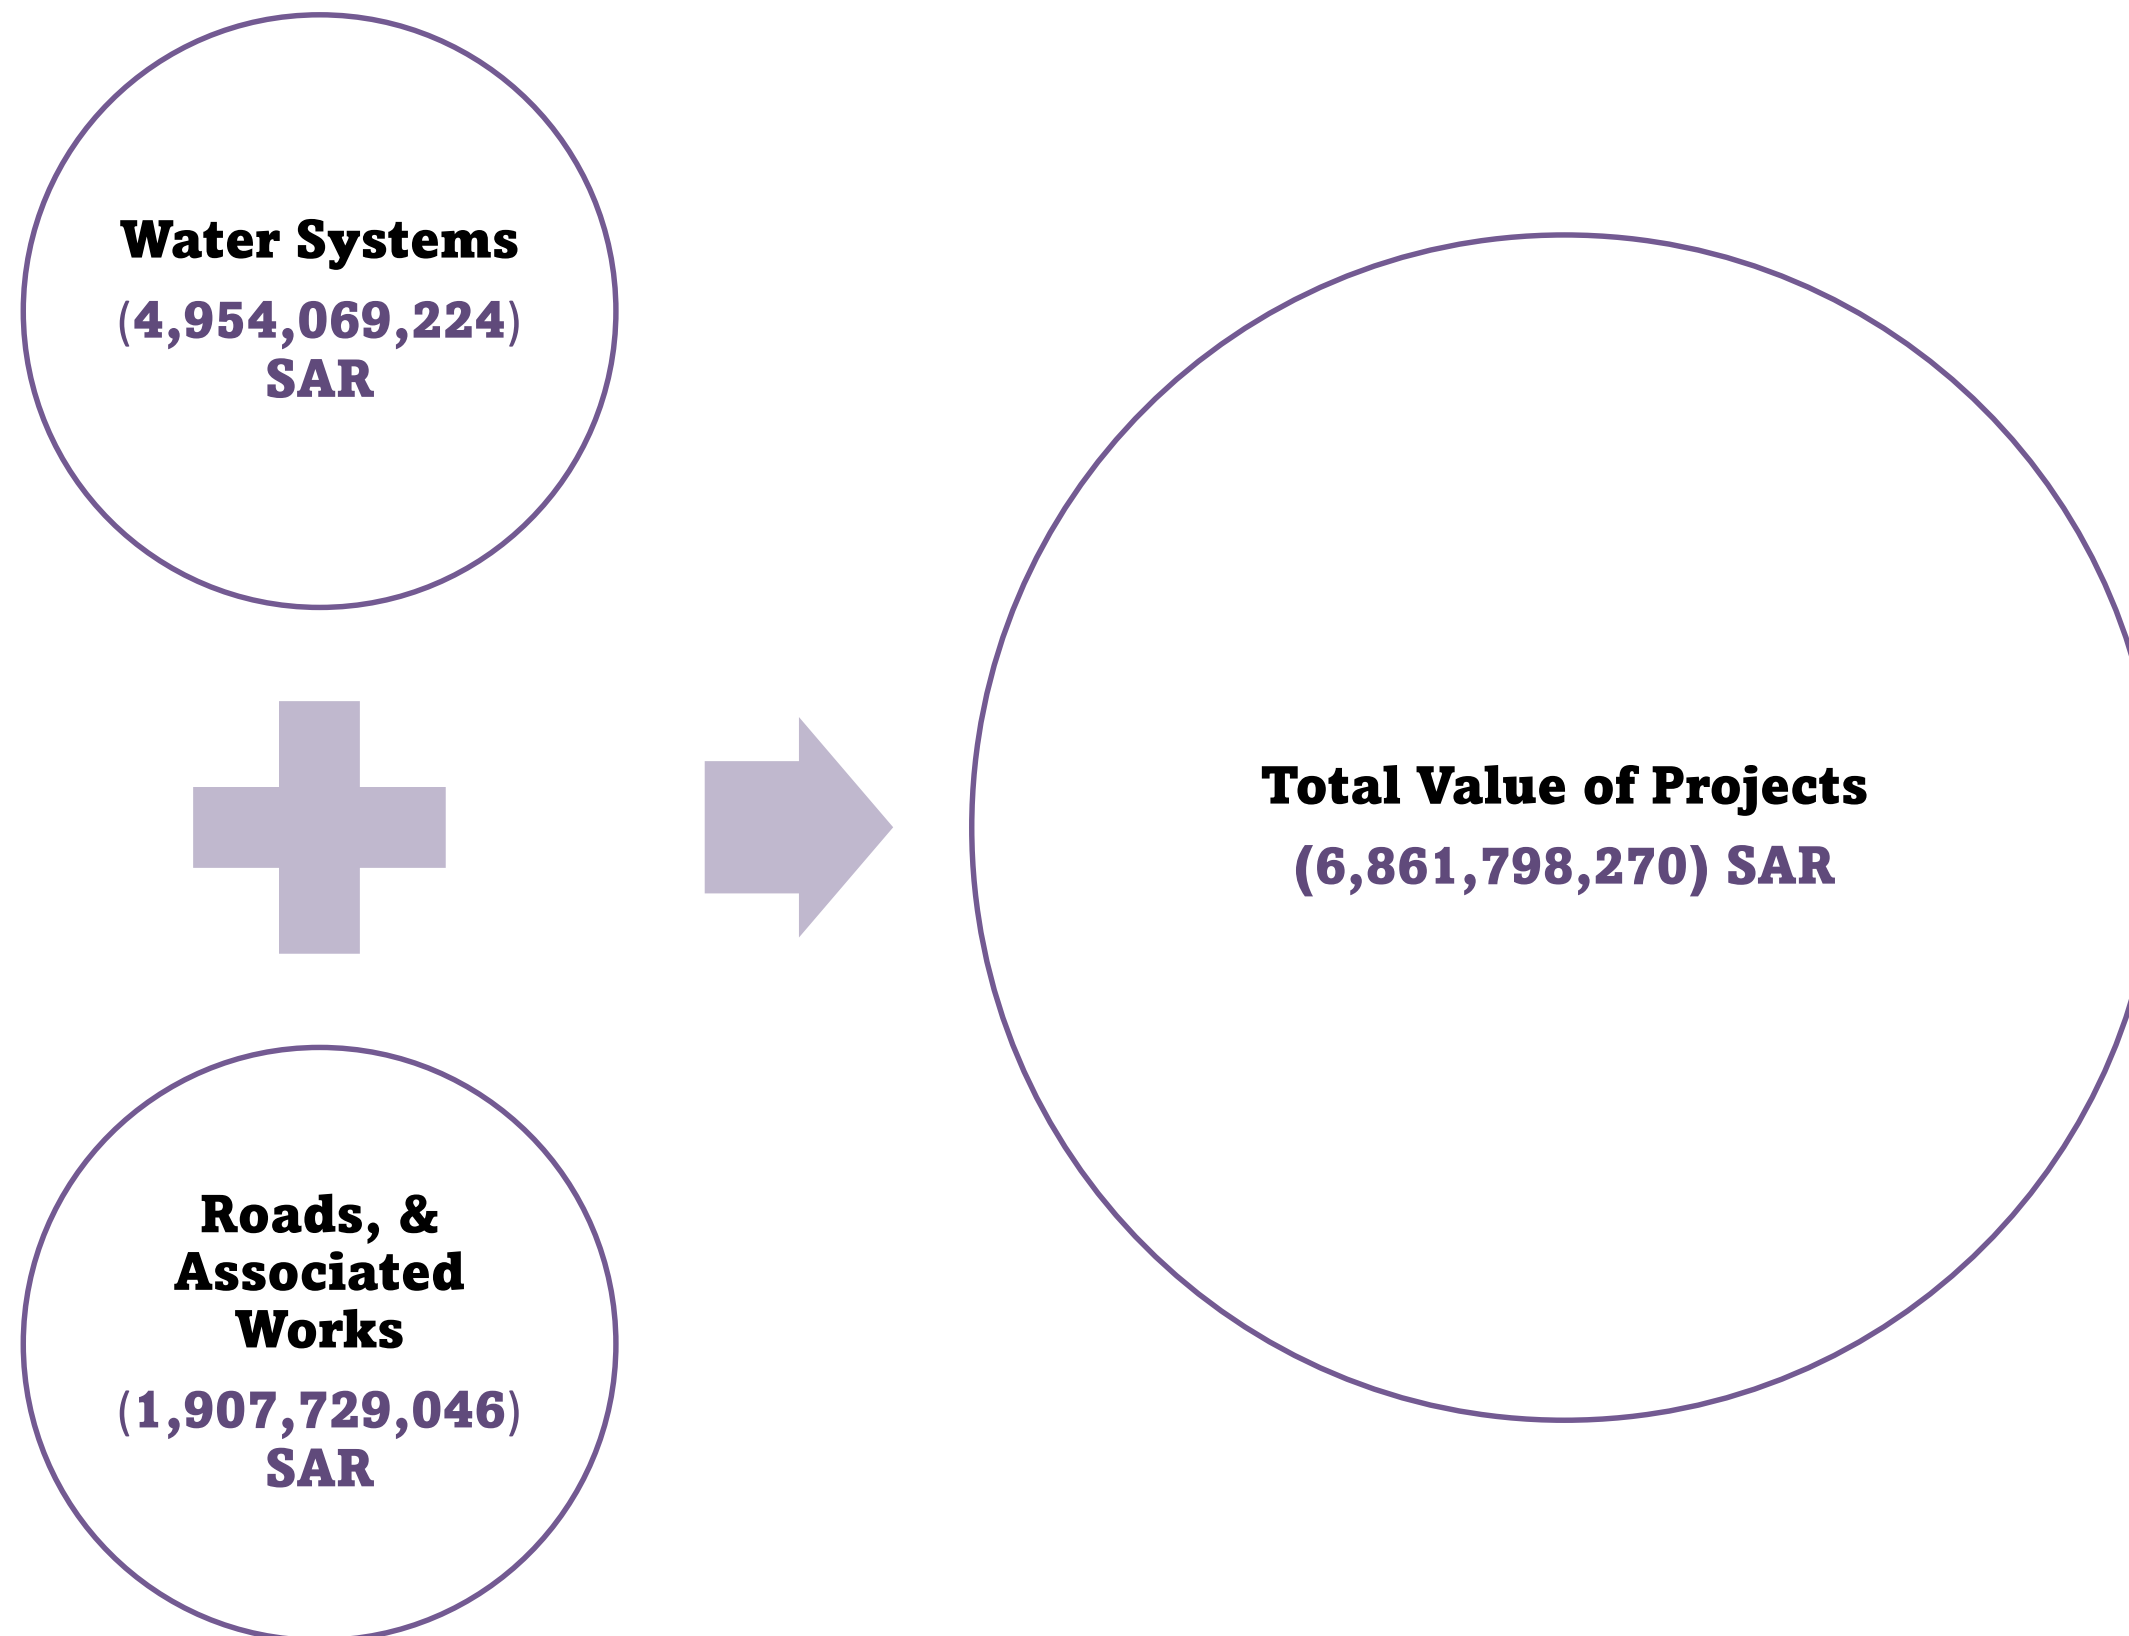 Water Systems
(4,954,069,224)
SAR
Roads, &
Associated
Works
(1,907,729,046)
SAR
Total Value of Projects
(6,861,798,270) SAR